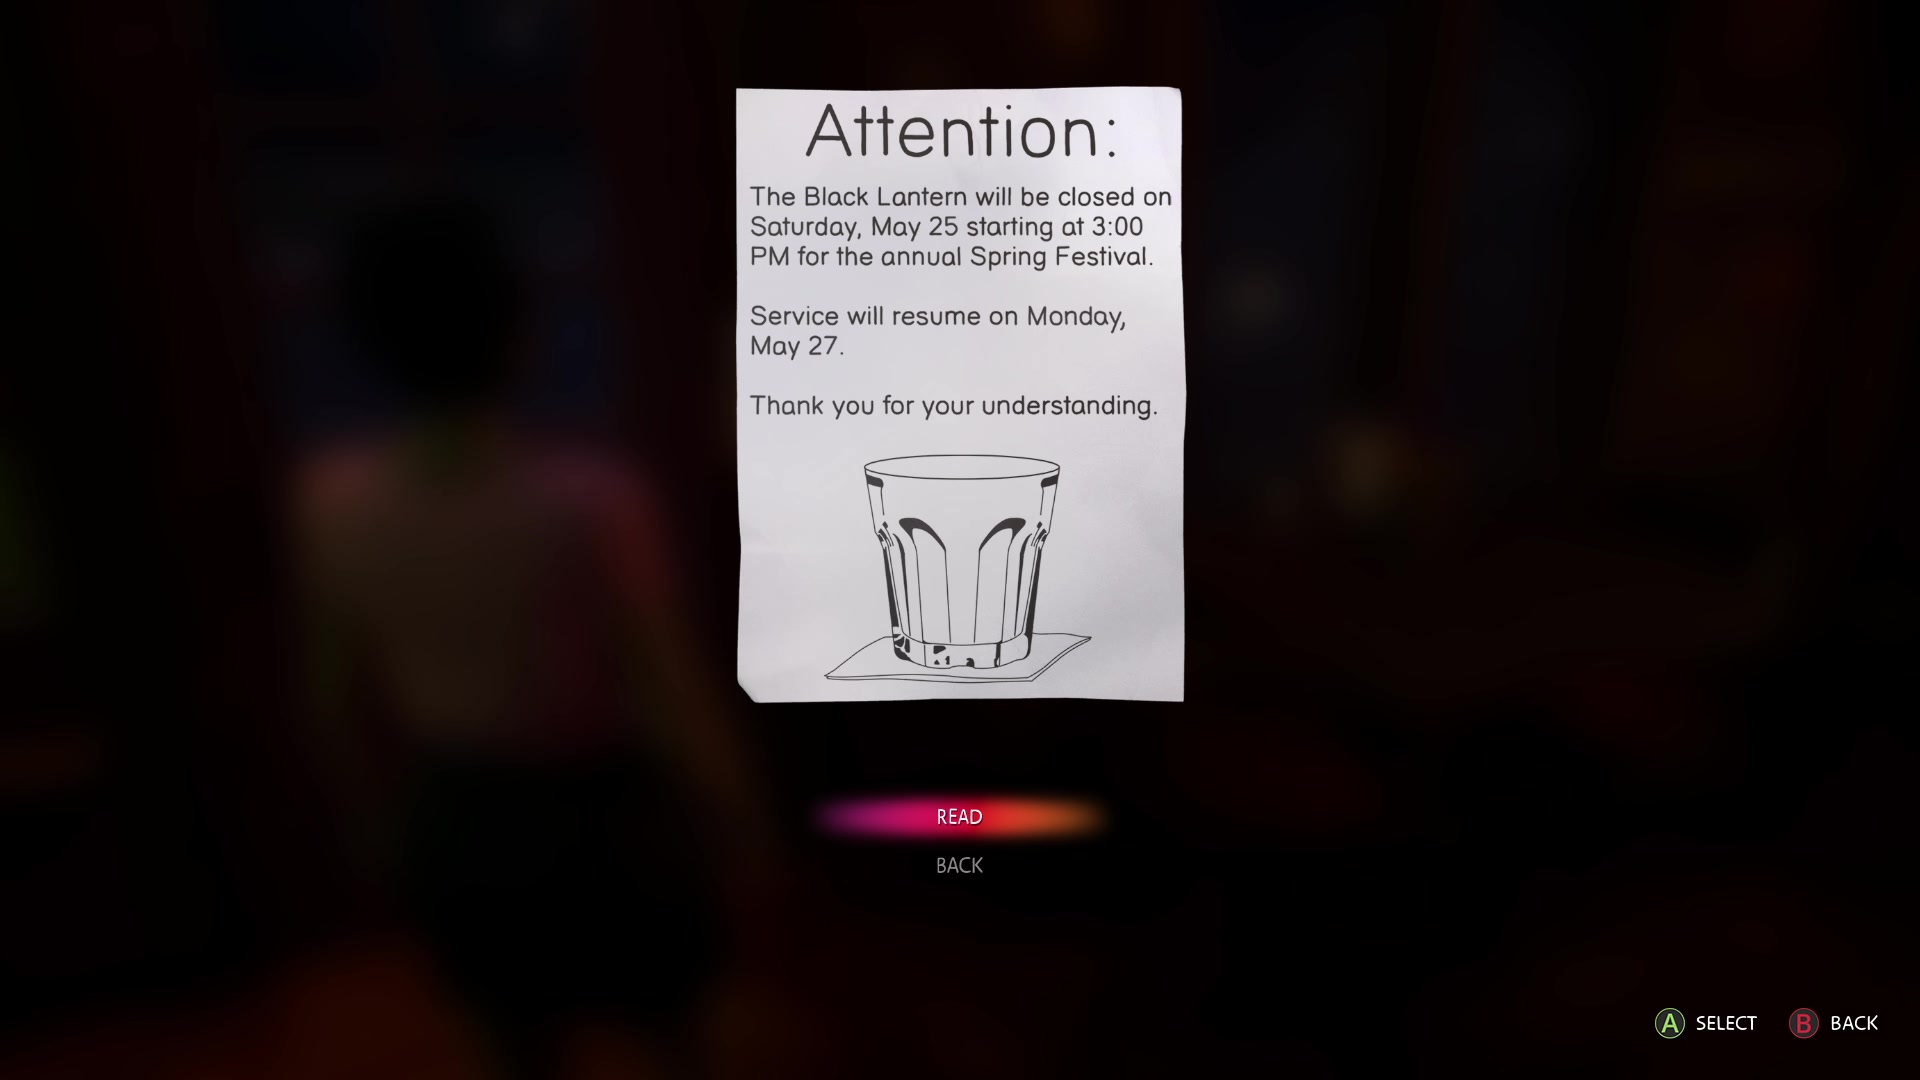 Attention:
The Black Lantern will be closed on
Saturday, May 25 starting at 3:00
PM for the annual Spring Festival.
Service will resume on Monday,
May 27.
Thank you for your understanding.
READ
BACK
A SELECT B BACK